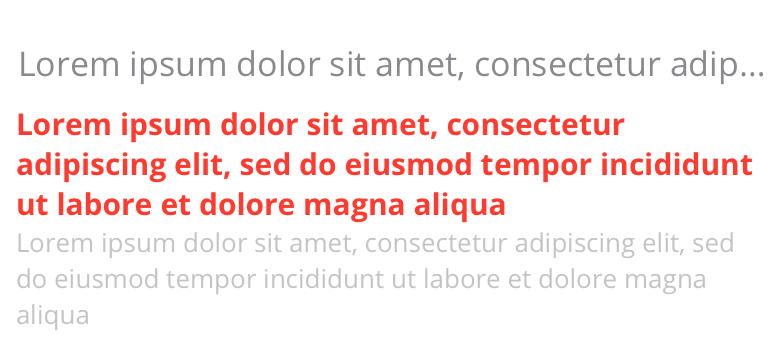 Lorem ipsum dolor sit amet, consectetur adip...
Lorem ipsum dolor sit amet, consectetur
adipiscing elit, sed do eiusmod tempor incididunt
ut labore et dolore magna aliqua
Lorem ipsum dolor sit amet, consectetur adipiscing elit, sed
do eiusmod tempor incididunt ut labore et dolore magna
aliqua